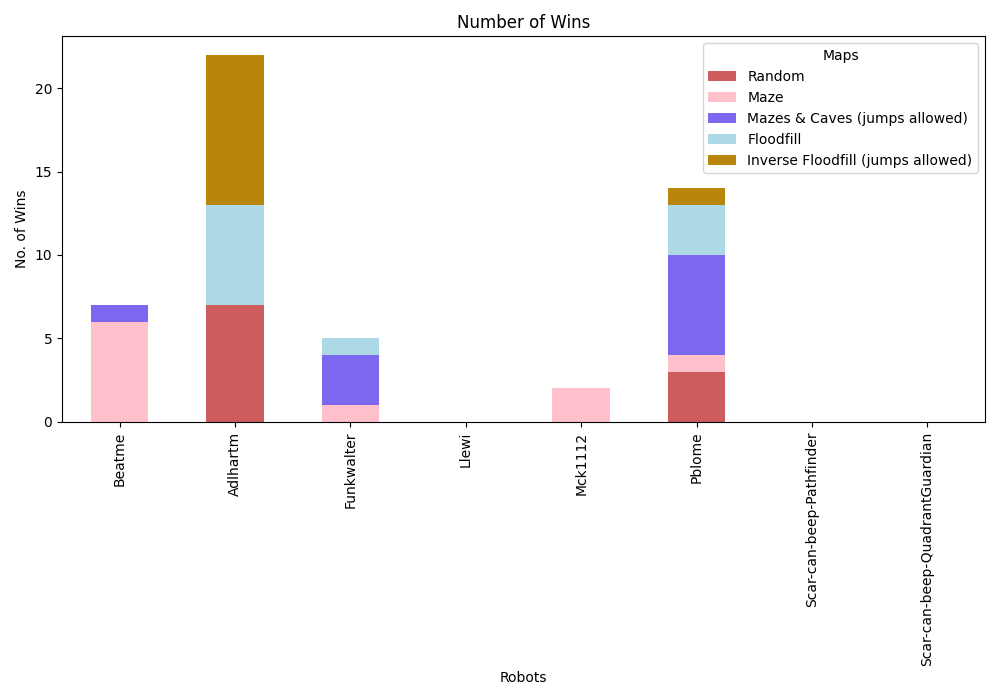 Number of Wins
Maps
Random
Maze
Mazes & Caves (jumps allowed)
Floodfill
Inverse Floodfill (jumps allowed)
No. of Wins
20
15
10
5
0
Beatme
Adlhartm
Funkwalter
Llewi
Mck1112
Pblome
Scar-can-beep-Pathfinder
Scar-can-beep-QuadrantGuardian
Robots